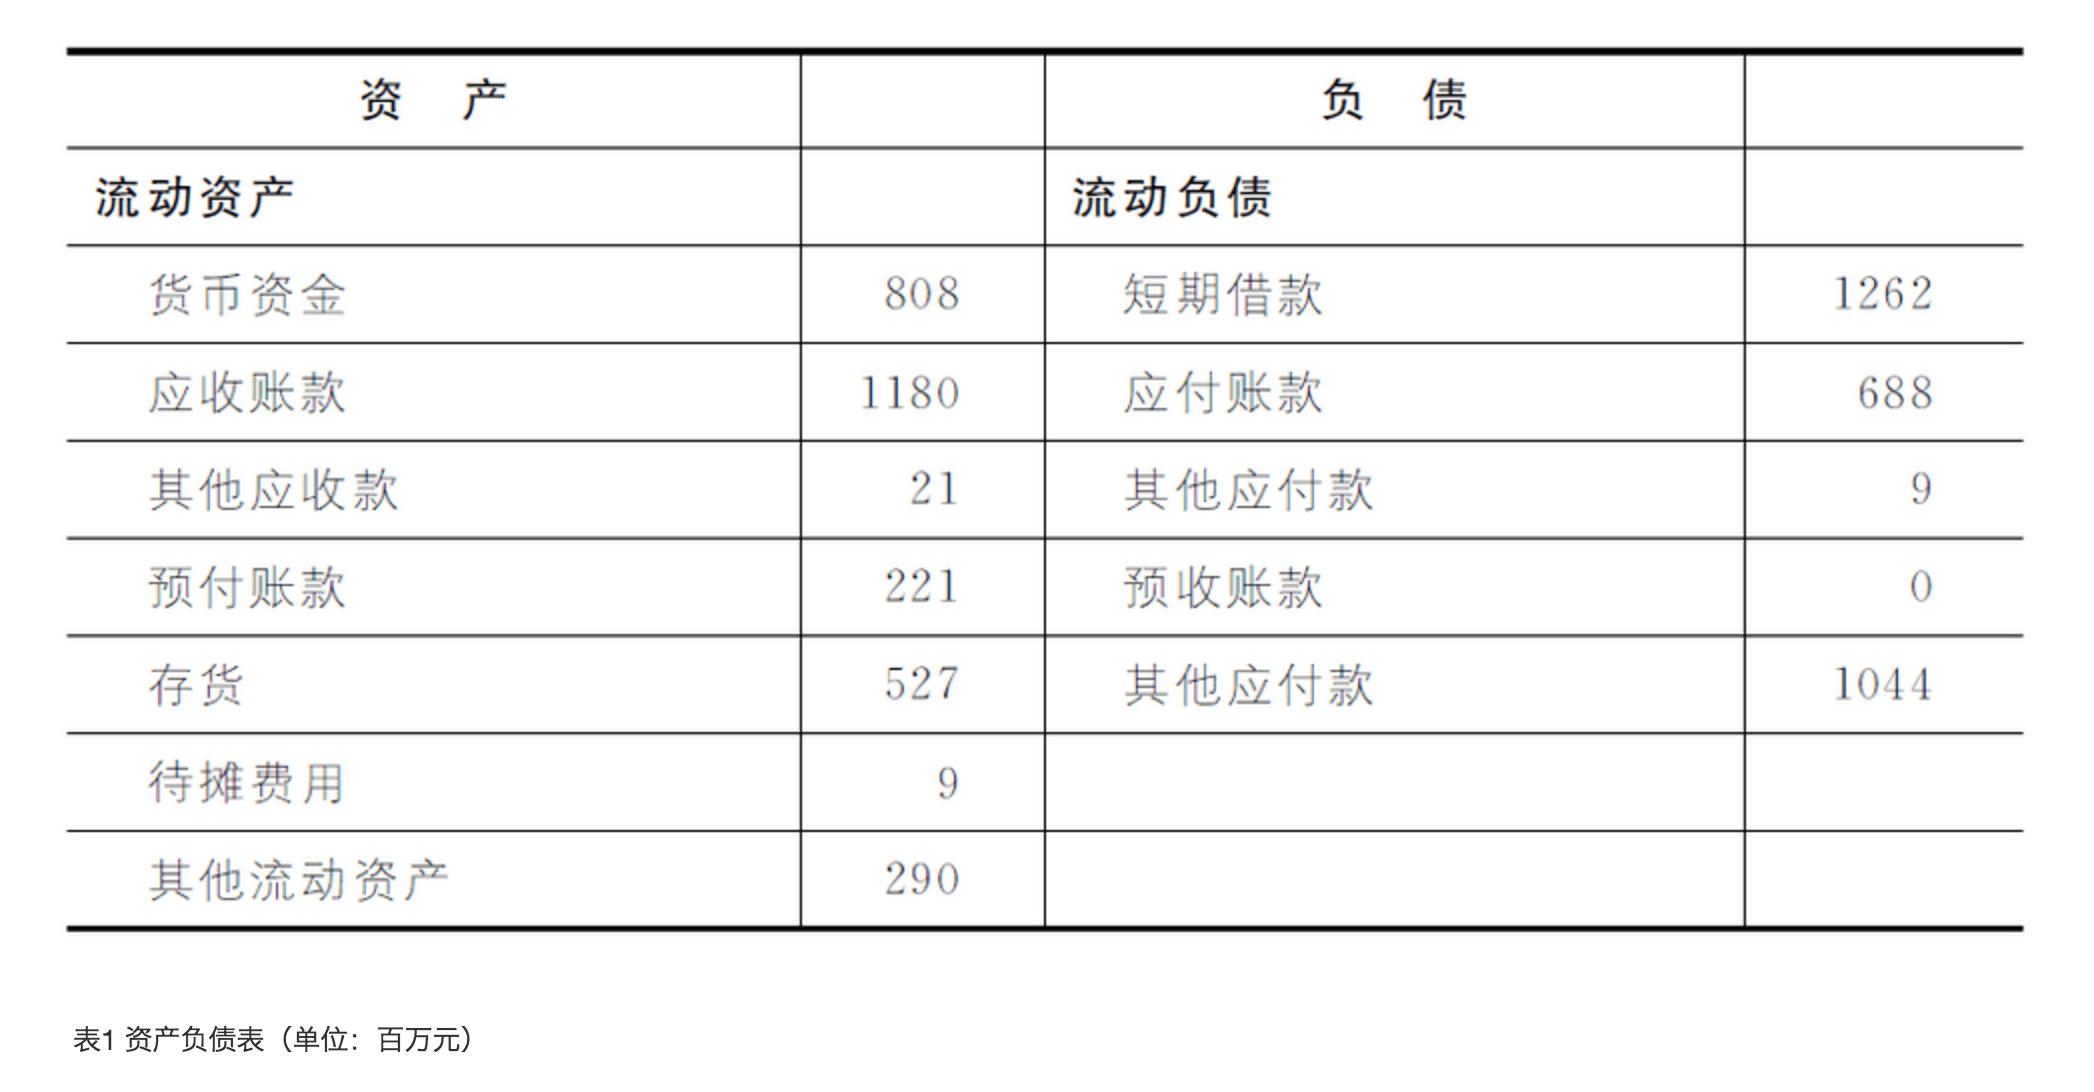 资 产 负 债
流动资产 流动负债
货币资金 808 短期借款 1262
应收账款 1180 应付账款 688
其他应收款 21 其他应付款 9
预付账款 221 预收账款 0
存货 527 其他应付款 1044
待摊费用 9
其他流动资产 290
表1 资产负债表（单位：百万元）